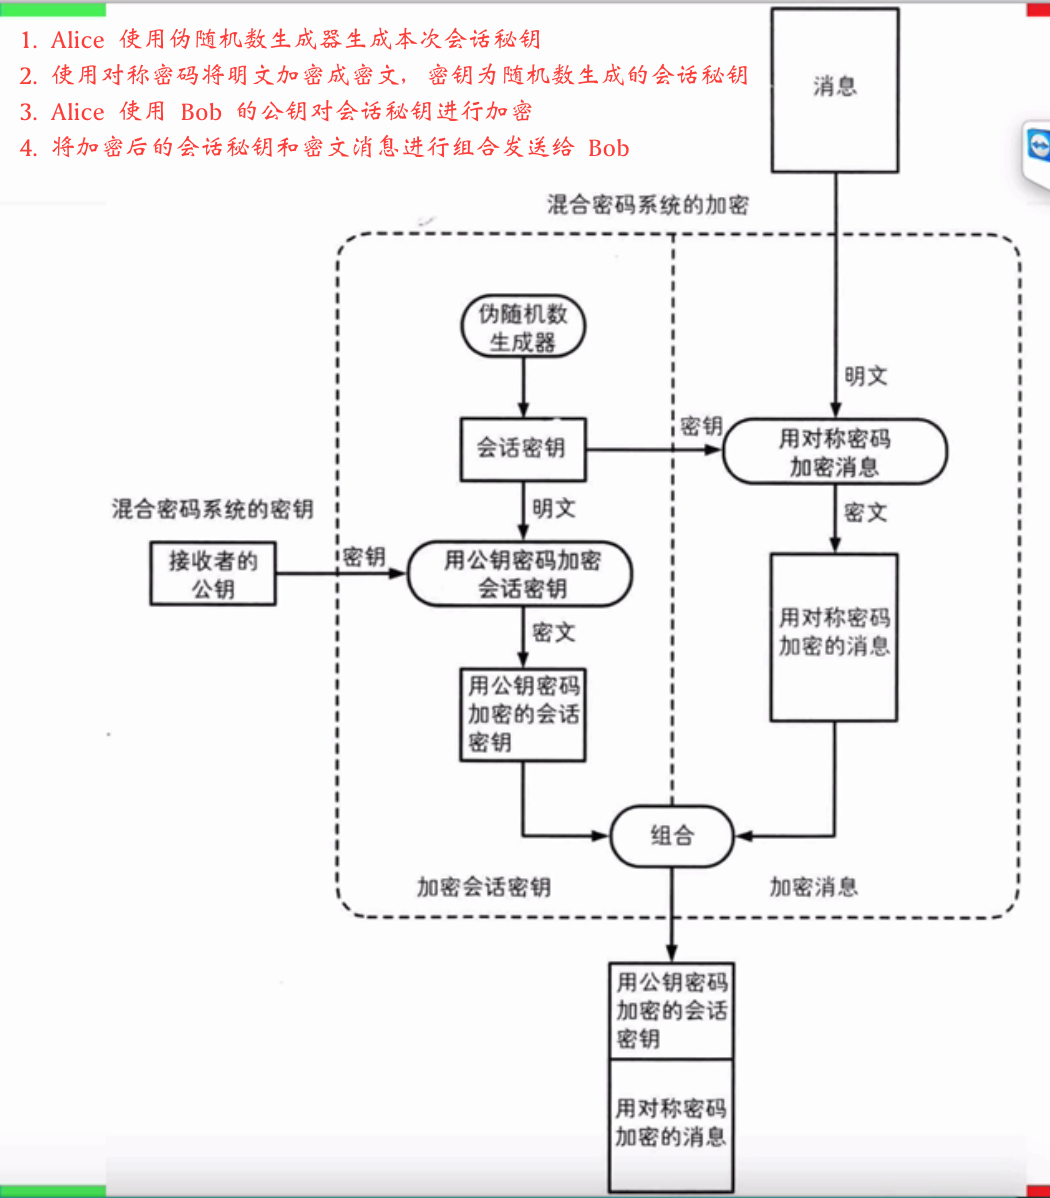 1. Alice 使用伪随机数生成器生成本次会话秘钥
2. 使用对称密码将明文加密成密文，密钥为随机数生成的会话秘钥
3. Alice 使用 Bob 的公钥对会话秘钥进行加密
4. 将加密后的会话秘钥和密文消息进行组合发送给 Bob
消息
混合密码系统的加密
伪随机数
生成器
明文
会话密钥
密钥
用对称密码
加密消息
混合密码系统的密钥
明文
密文
接收者的
公钥
密钥
用公钥密码加密
会话密钥
密文
用对称密码
加密的消息
用公钥密码
加密的会话
密钥
组合
加密会话密钥
加密消息
用公钥密码
加密的会话
密钥
用对称密码
加密的消息